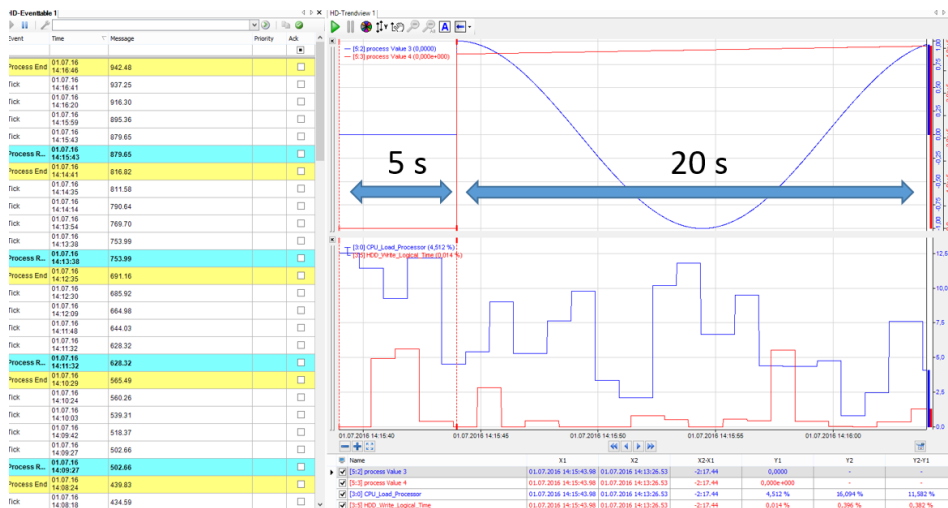 HD-Eventtable 1
Event Time Message Priority Ack
Process End 01.07.16 14:16:46 942.48
Tick 01.07.16 14:16:41 937.25
Tick 01.07.16 14:16:20 916.30
Tick 01.07.16 14:15:59 895.36
Tick 01.07.16 14:15:43 879.65
Process R... 01.07.16 14:15:43 879.65
Process End 01.07.16 14:14:41 816.82
Tick 01.07.16 14:14:35 811.58
Tick 01.07.16 14:14:14 790.64
Tick 01.07.16 14:13:54 769.70
Tick 01.07.16 14:13:38 753.99
Process R... 01.07.16 14:13:38 753.99
Process End 01.07.16 14:12:35 691.16
Tick 01.07.16 14:12:30 685.92
Tick 01.07.16 14:12:09 664.98
Tick 01.07.16 14:11:48 644.03
Tick 01.07.16 14:11:32 628.32
Process R... 01.07.16 14:11:32 628.32
Process End 01.07.16 14:10:29 565.49
Tick 01.07.16 14:10:24 560.26
Tick 01.07.16 14:10:03 539.31
Tick 01.07.16 14:09:42 518.37
Tick 01.07.16 14:09:27 502.66
Process R... 01.07.16 14:09:27 502.66
Process End 01.07.16 14:08:24 439.83
Tick 01.07.16 14:08:18 434.59
HD-Trendview 1
A
[5:2] process Value 3 (0,0000)
[5:3] process Value 4 (0,000e+000)
1,00
0,75
0,50
0,25
0,00
-0,25
-0,50
-0,75
-1,00
5 s
20 s
[3:0] CPU_Load_Processor (4,512 %)
[3:5] HDD_Write_Logical_Time (0,014 %)
12,5
10,0
7,5
5,0
2,5
0,0
01.07.2016 14:15:40 01.07.2016 14:15:45 01.07.2016 14:15:50 01.07.2016 14:15:55 01.07.2016 14:16:00
Name X1 X2 X2-X1 Y1 Y2 Y2-Y1
[5:2] process Value 3 01.07.2016 14:15:43.98 01.07.2016 14:13:26.53 -2:17.44 0,0000 - -
[5:3] process Value 4 01.07.2016 14:15:43.98 01.07.2016 14:13:26.53 -2:17.44 0,000e+000 - -
[3:0] CPU_Load_Processor 01.07.2016 14:15:43.98 01.07.2016 14:13:26.53 -2:17.44 4,512 % 16,094 % 11,582 %
[3:5] HDD_Write_Logical_Time 01.07.2016 14:15:43.98 01.07.2016 14:13:26.53 -2:17.44 0,014 % 0,396 % 0,382 %